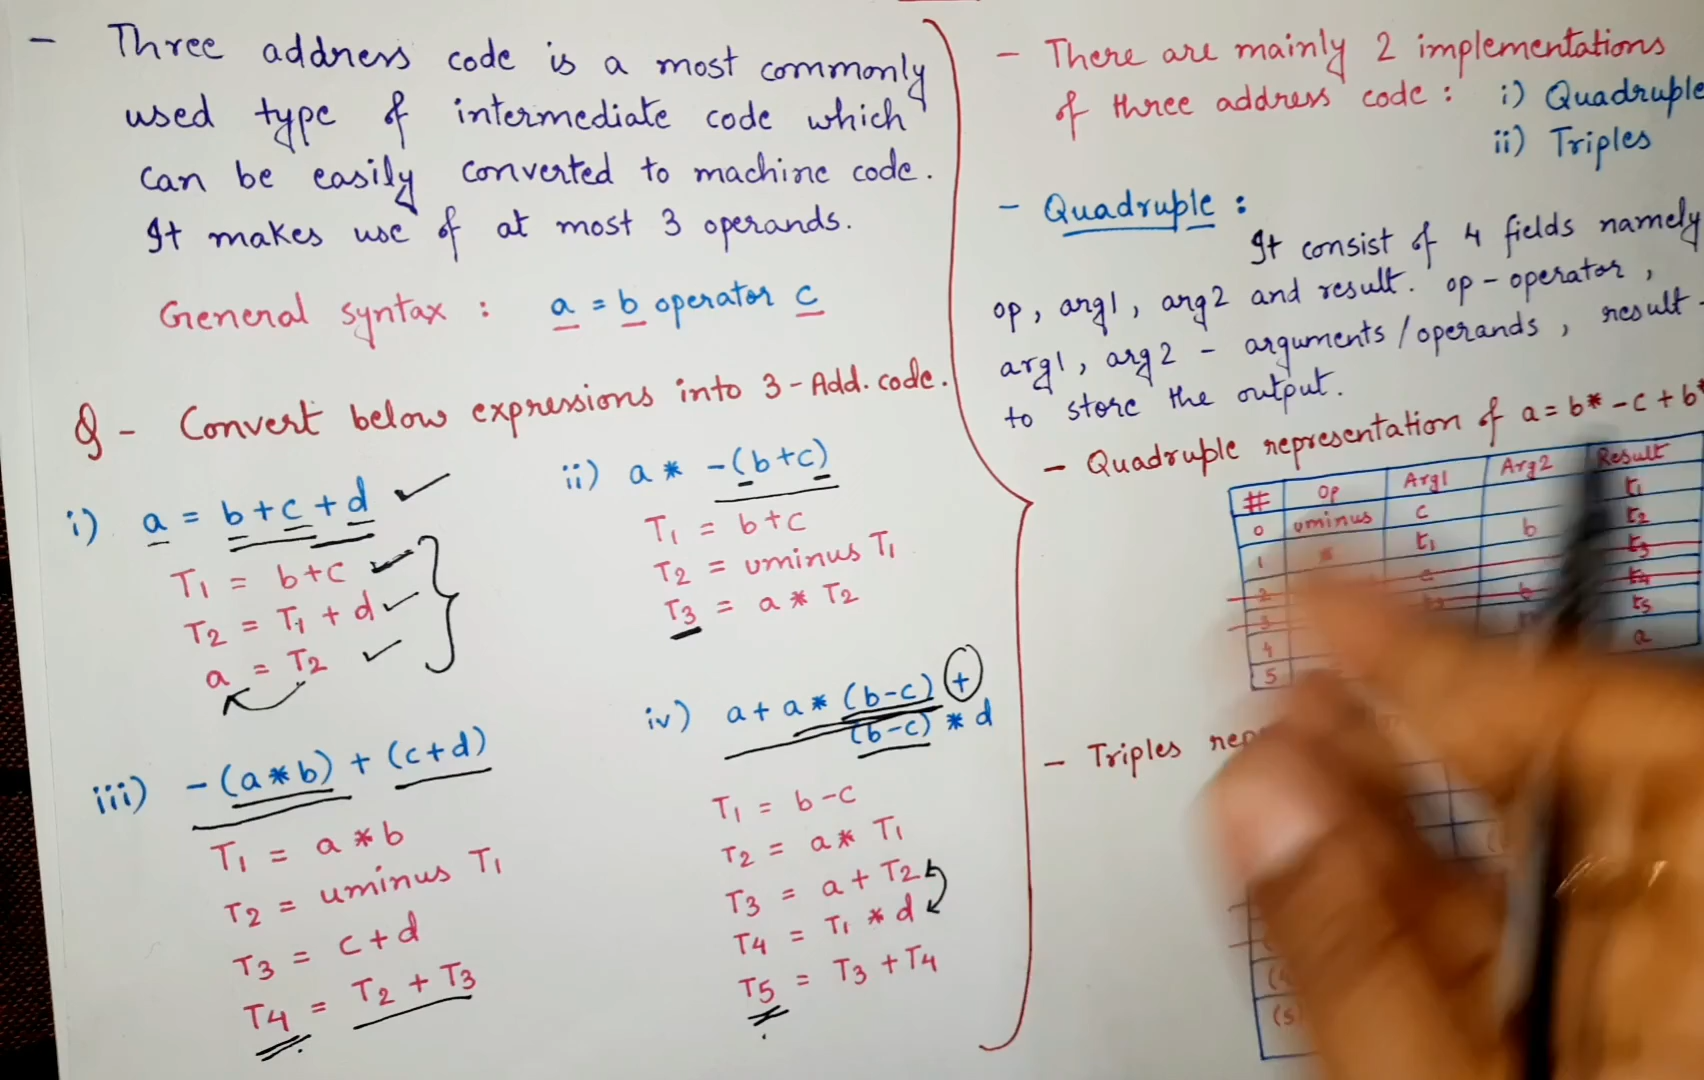 - Three address code is a most commonly
used type of intermediate code which
can be easily converted to machine code.
It makes use of at most 3 operands.
General syntax : a = b operator c
Q - Convert below expressions into 3-Add. code.
i) a = b+c+d
T1 = b+c
T2 = T1 + d
a = T2
ii) a * -(b+c)
T1 = b+c
T2 = uminus T1
T3 = a * T2
iii) -(a*b) + (c+d)
T1 = a*b
T2 = uminus T1
T3 = c+d
T4 = T2 + T3
iv) a+a* (b-c) +
(b-c) * d
T1 = b-c
T2 = a* T1
T3 = a+T2
T4 = T1 * d
T5 = T3 +T4
- There are mainly 2 implementations
of three address code : i) Quadruple
ii) Triples
- Quadruple :
It consist of 4 fields namely
op, arg1, arg2 and result. op-operator,
arg1, arg2 - arguments/operands, result-
to store the output.
- Quadruple representation of a=b*-c+b*
# Op Arg1 Arg2 Result
0 uminus c t1
1 * t1 b t2
2 c t3
3 b t4
4 t5
5 a
- Triples
(5)